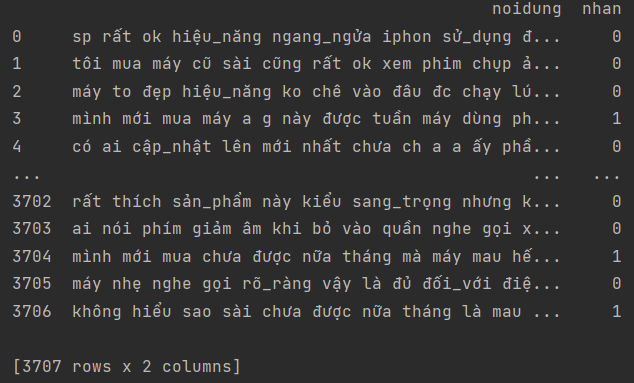 noidung nhan
0 sp rất ok hiệu_năng ngang_ngửa iphon sử_dụng đ... 0
1 tôi mua máy cũ sài cũng rất ok xem phim chụp ả... 0
2 máy to đẹp hiệu_năng ko chê vào đâu đc chạy lú... 0
3 mình mới mua máy a g này được tuần máy dùng ph... 1
4 có ai cập_nhật lên mới nhất chưa ch a a ấy phầ... 0
... ... ...
3702 rất thích sản_phẩm này kiểu sang_trọng nhưng k... 0
3703 ai nói phím giảm âm khi bỏ vào quần nghe gọi x... 0
3704 mình mới mua chưa được nữa tháng mà máy mau hế... 1
3705 máy nhẹ nghe gọi rõ_ràng vậy là đủ đối_với điệ... 0
3706 không hiểu sao sài chưa được nữa tháng là mau ... 1
[3707 rows x 2 columns]